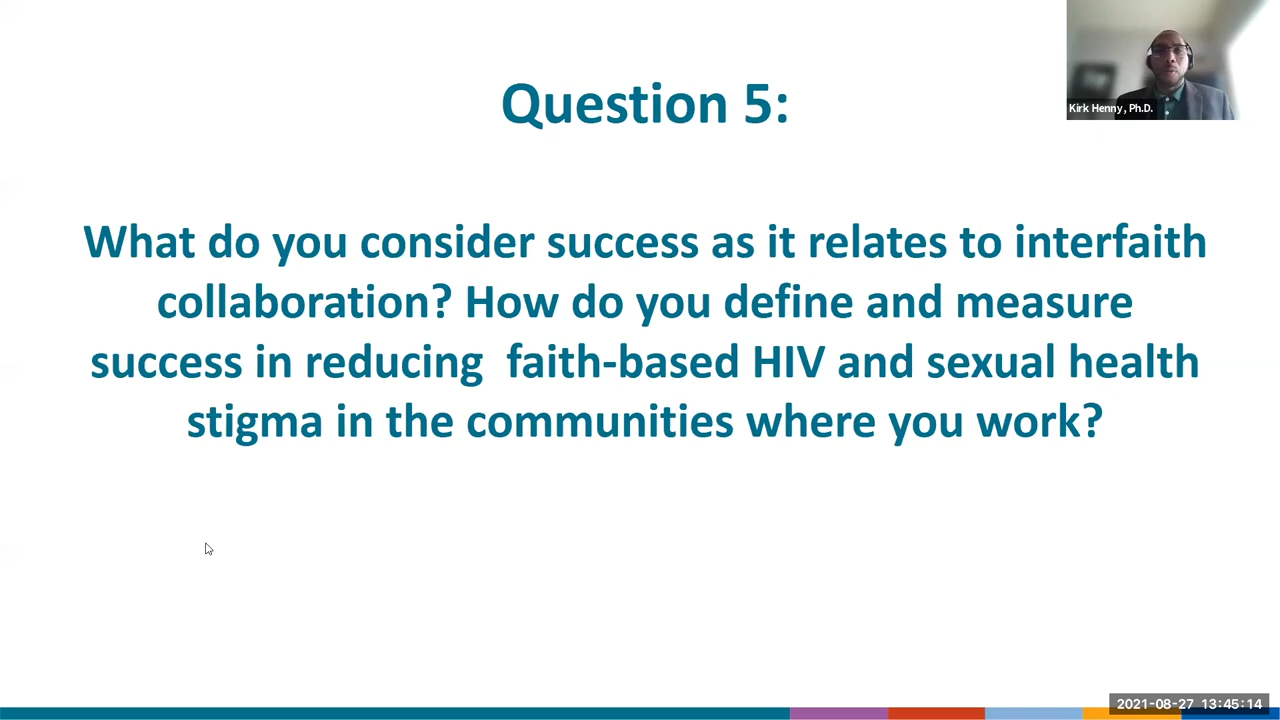 Question 5:
Kirk Henny, Ph.D.
What do you consider success as it relates to interfaith
collaboration? How do you define and measure
success in reducing  faith-based HIV and sexual health
stigma in the communities where you work?
2021-08-27 13:45:14